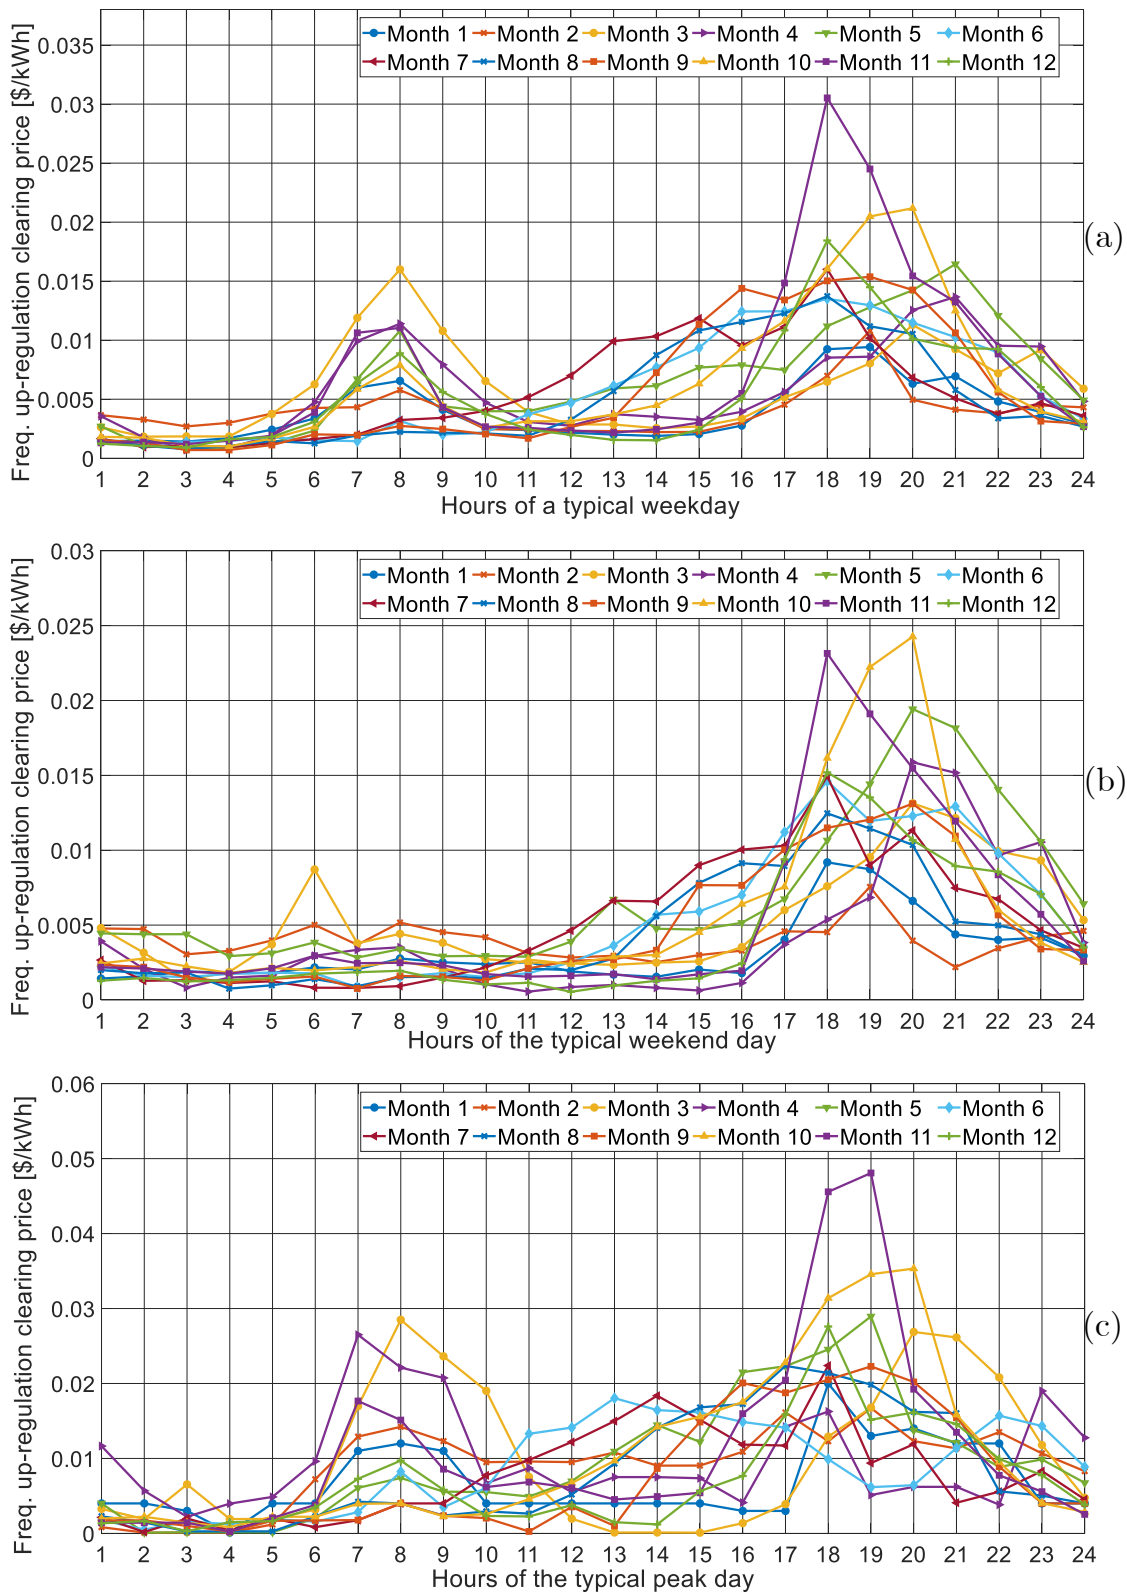 Freq. up-regulation clearing price [$/kWh]
0.035
0.03
0.025
0.02
0.015
0.01
0.005
0
Month 1 Month 2 Month 3 Month 4 Month 5 Month 6
Month 7 Month 8 Month 9 Month 10 Month 11 Month 12
1 2 3 4 5 6 7 8 9 10 11 12 13 14 15 16 17 18 19 20 21 22 23 24
Hours of a typical weekday
(a)
Freq. up-regulation clearing price [$/kWh]
0.03
0.025
0.02
0.015
0.01
0.005
0
Month 1 Month 2 Month 3 Month 4 Month 5 Month 6
Month 7 Month 8 Month 9 Month 10 Month 11 Month 12
1 2 3 4 5 6 7 8 9 10 11 12 13 14 15 16 17 18 19 20 21 22 23 24
Hours of the typical weekend day
(b)
Freq. up-regulation clearing price [$/kWh]
0.06
0.05
0.04
0.03
0.02
0.01
0
Month 1 Month 2 Month 3 Month 4 Month 5 Month 6
Month 7 Month 8 Month 9 Month 10 Month 11 Month 12
1 2 3 4 5 6 7 8 9 10 11 12 13 14 15 16 17 18 19 20 21 22 23 24
Hours of the typical peak day
(c)